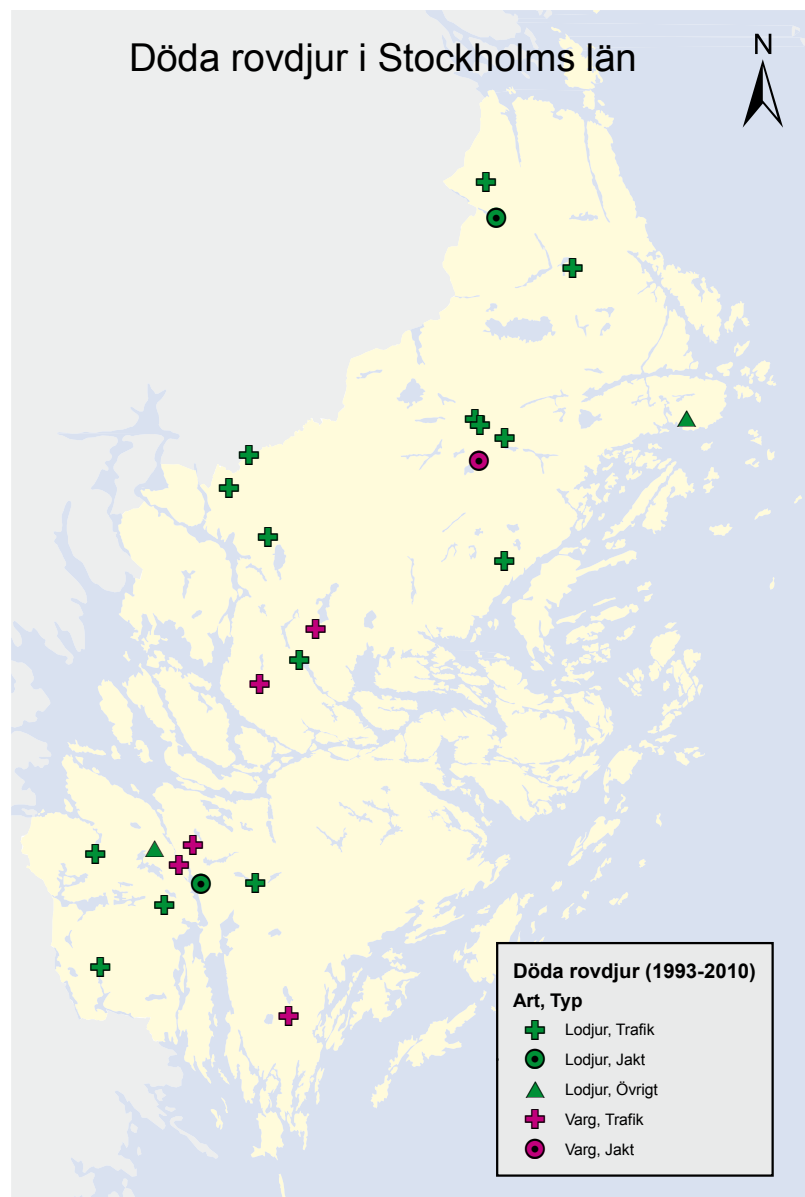 Döda rovdjur i Stockholms län
N
Döda rovdjur (1993-2010)
Art, Typ
Lodjur, Trafik
Lodjur, Jakt
Lodjur, Övrigt
Varg, Trafik
Varg, Jakt